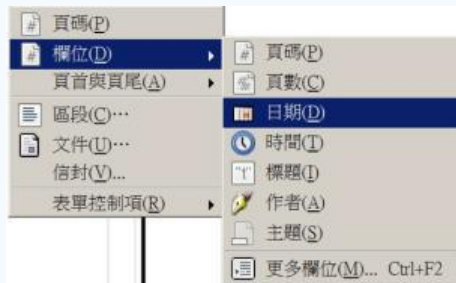 頁碼(P)
欄位(D)
頁首與頁尾(A)
區段(C)…
文件(U)…
信封(V)...
表單控制項(R)
頁碼(P)
頁數(C)
日期(D)
時間(T)
標題(I)
作者(A)
主題(S)
更多欄位(M)... Ctrl+F2